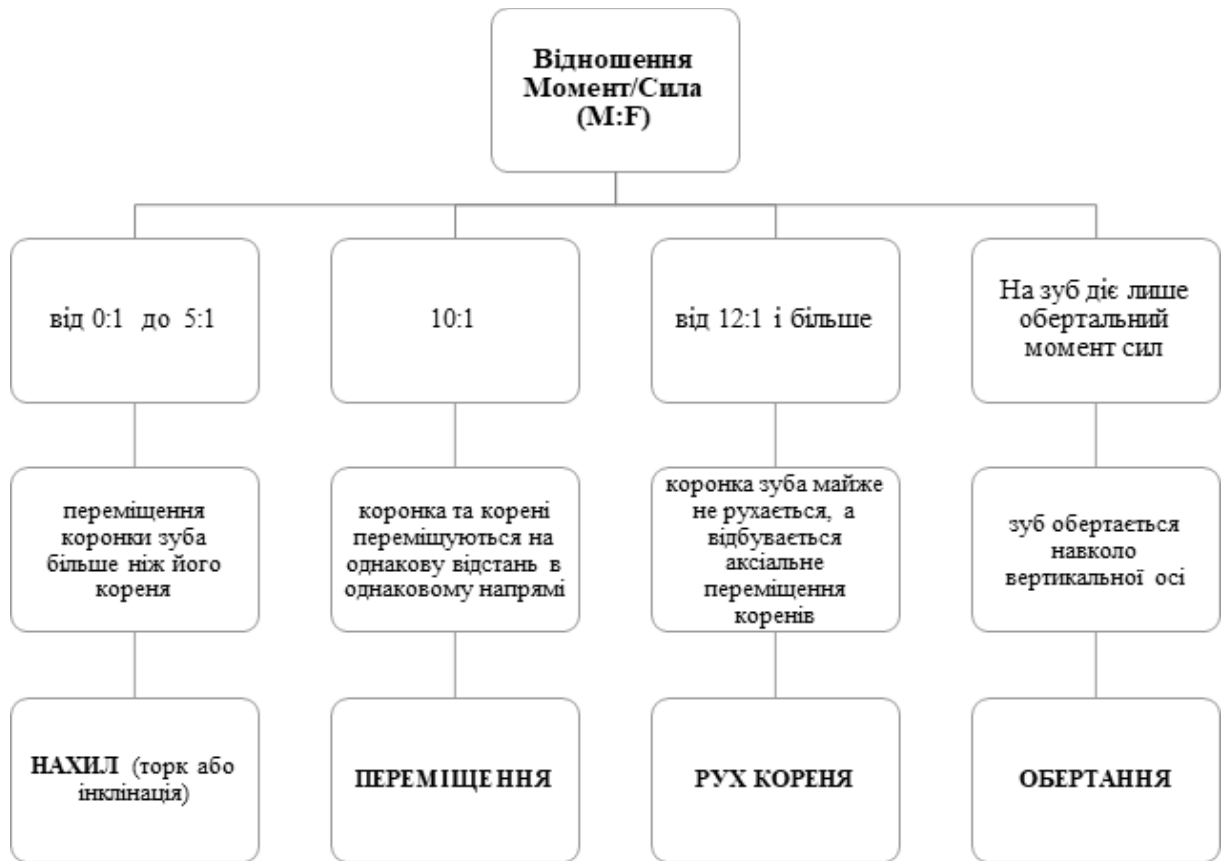 Відношення
Момент/Сила
(M:F)
від 0:1 до 5:1
10:1
від 12:1 і більше
На зуб діє лише
обертальний
момент сил
переміщення
коронки зуба
більше ніж його
кореня
коронка та корені
переміщуються на
однакову відстань в
однаковому напрямі
коронка зуба майже
не рухається, а
відбувається
аксіальне
переміщення
коренів
зуб обертається
навколо
вертикальної осі
НАХИЛ (торк або
інклінація)
ПЕРЕМІЩЕННЯ
РУХ КОРЕНЯ
ОБЕРТАННЯ